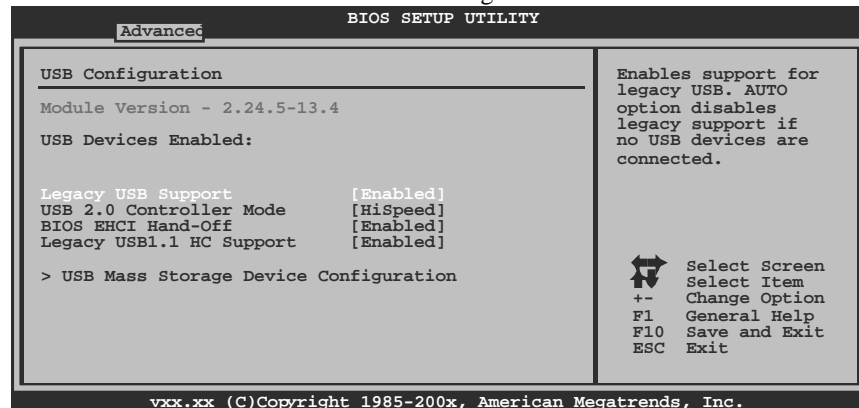 BIOS SETUP UTILITY
Advanced
USB Configuration
Module Version - 2.24.5-13.4
USB Devices Enabled:
Legacy USB Support [Enabled]
USB 2.0 Controller Mode [HiSpeed]
BIOS EHCI Hand-Off [Enabled]
Legacy USB1.1 HC Support [Enabled]
> USB Mass Storage Device Configuration
Enables support for
legacy USB. AUTO
option disables
legacy support if
no USB devices are
connected.
Select Screen
Select Item
+- Change Option
F1 General Help
F10 Save and Exit
ESC Exit
vxx.xx (C)Copyright 1985-200x, American Megatrends, Inc.